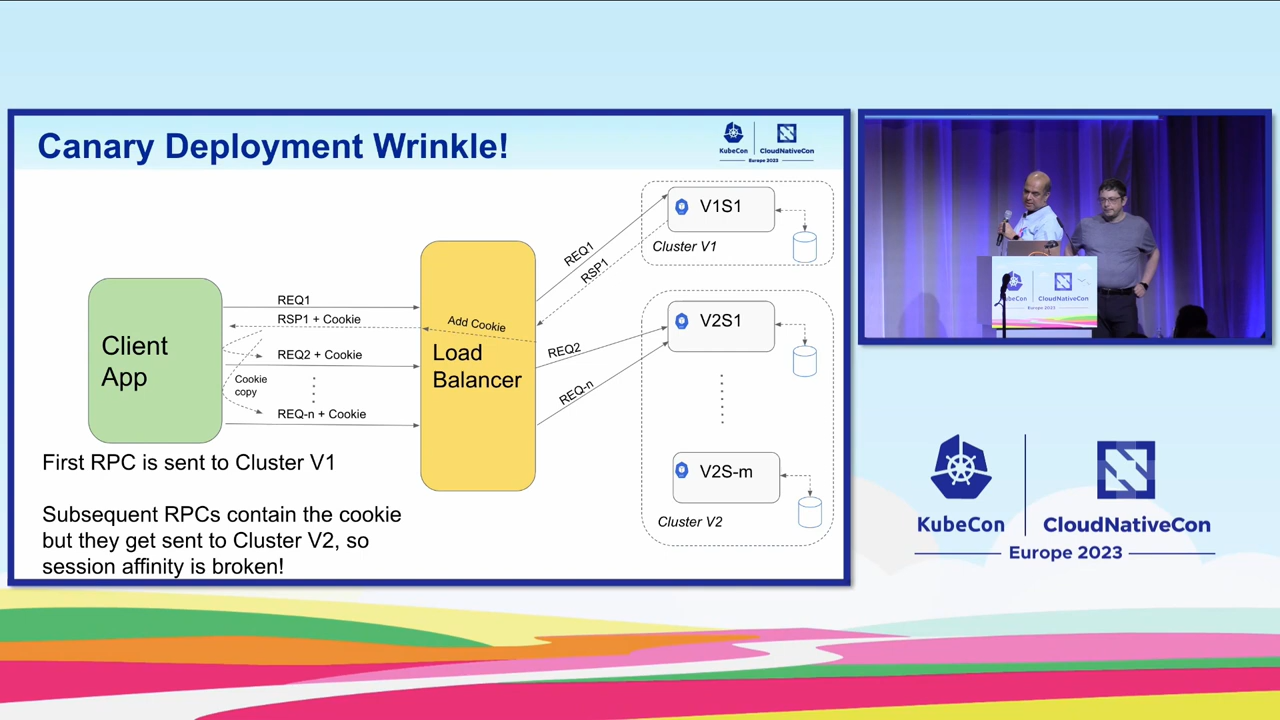 Canary Deployment Wrinkle!
KubeCon
CloudNativeCon
Europe 2023
V1S1
Cluster V1
REQ1
RSP1
REQ1
RSP1 + Cookie
Add Cookie
V2S1
Client
App
Load
Balancer
REQ2
REQ2 + Cookie
Cookie
copy
REQ-n
REQ-n + Cookie
V2S-m
Cluster V2
First RPC is sent to Cluster V1
Subsequent RPCs contain the cookie
but they get sent to Cluster V2, so
session affinity is broken!
CloudNativeCon
Europe 2023
KubeCon
CloudNativeCon
Europe 2023